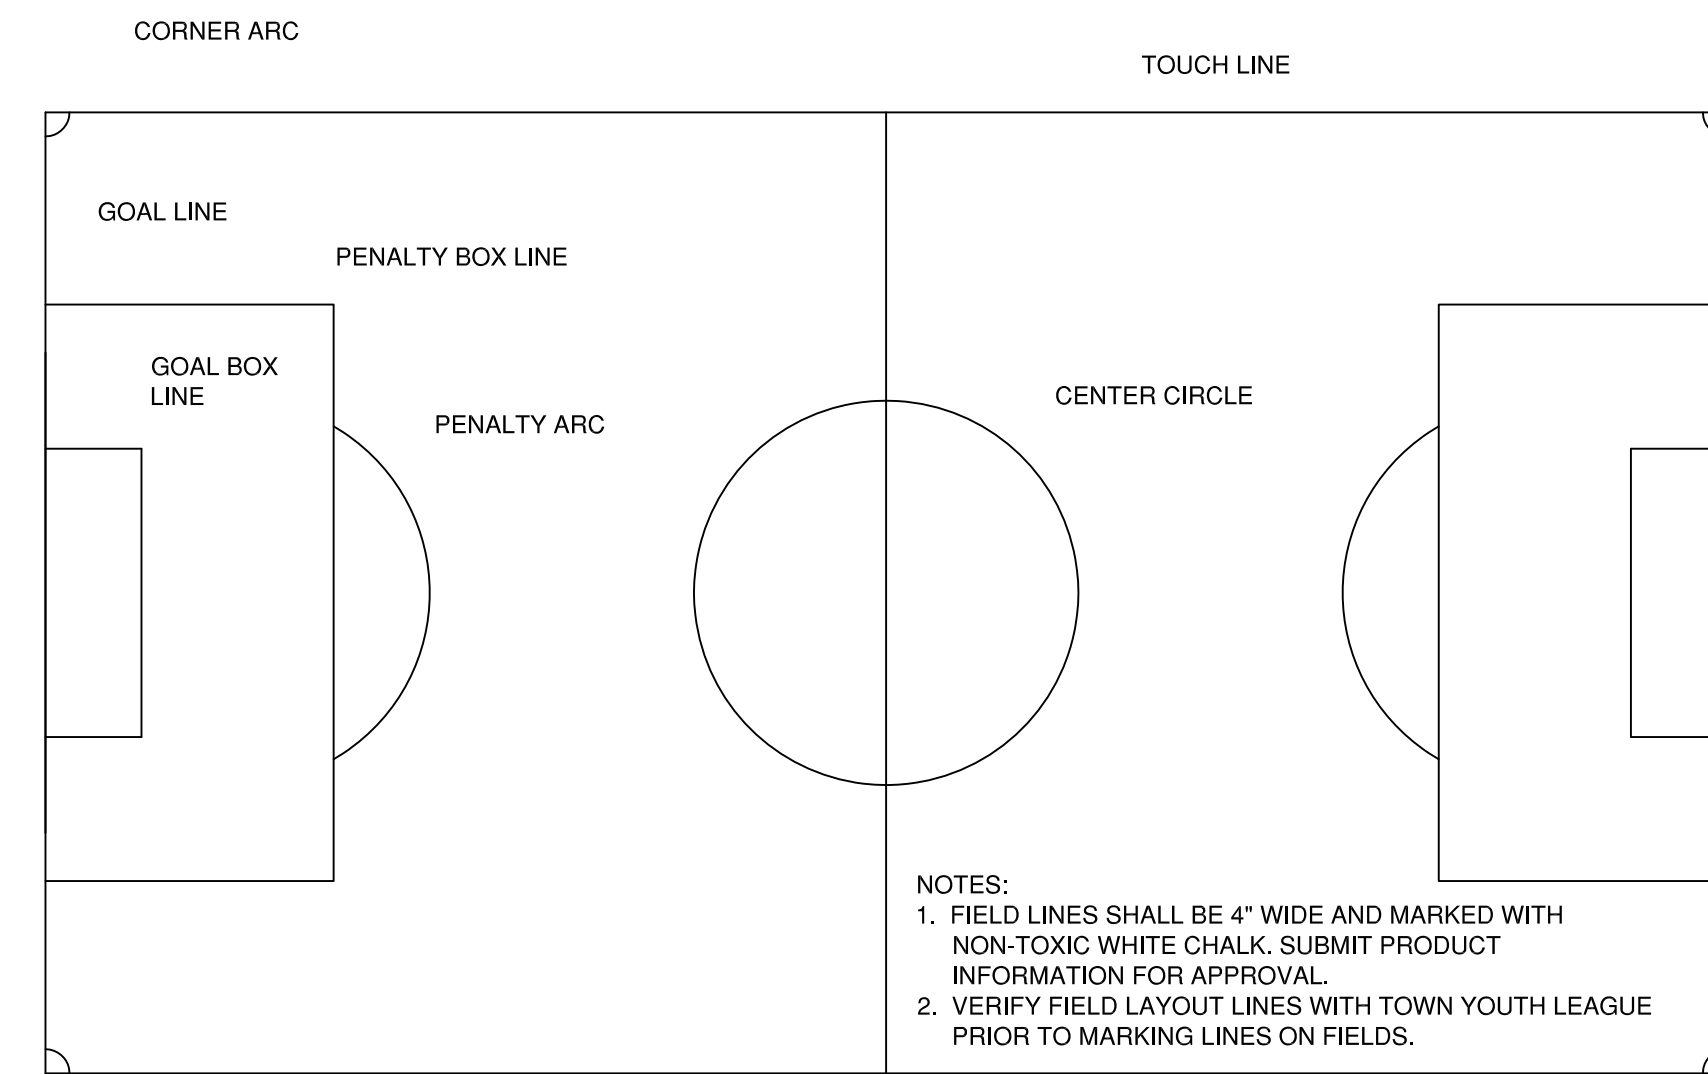 CORNER ARC
TOUCH LINE
GOAL LINE
PENALTY BOX LINE
GOAL BOX
LINE
CENTER CIRCLE
PENALTY ARC
NOTES:
1. FIELD LINES SHALL BE 4" WIDE AND MARKED WITH
NON-TOXIC WHITE CHALK. SUBMIT PRODUCT
INFORMATION FOR APPROVAL.
2. VERIFY FIELD LAYOUT LINES WITH TOWN YOUTH LEAGUE
PRIOR TO MARKING LINES ON FIELDS.